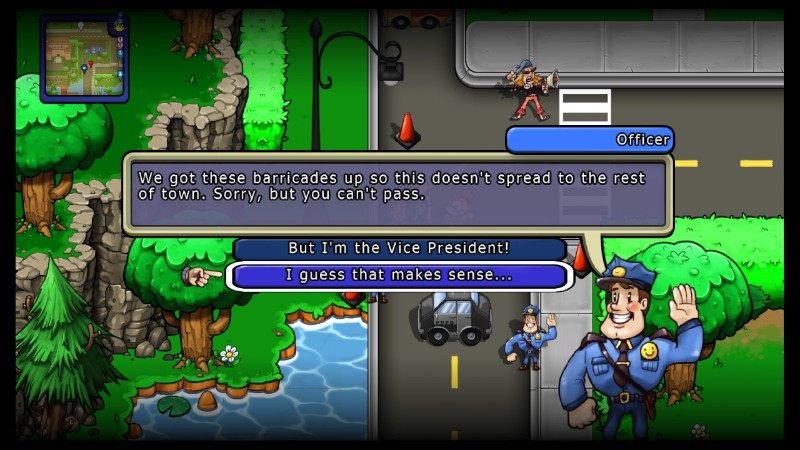 Officer
We got these barricades up so this doesn't spread to the rest
of town. Sorry, but you can't pass.
But I'm the Vice President!
I guess that makes sense...